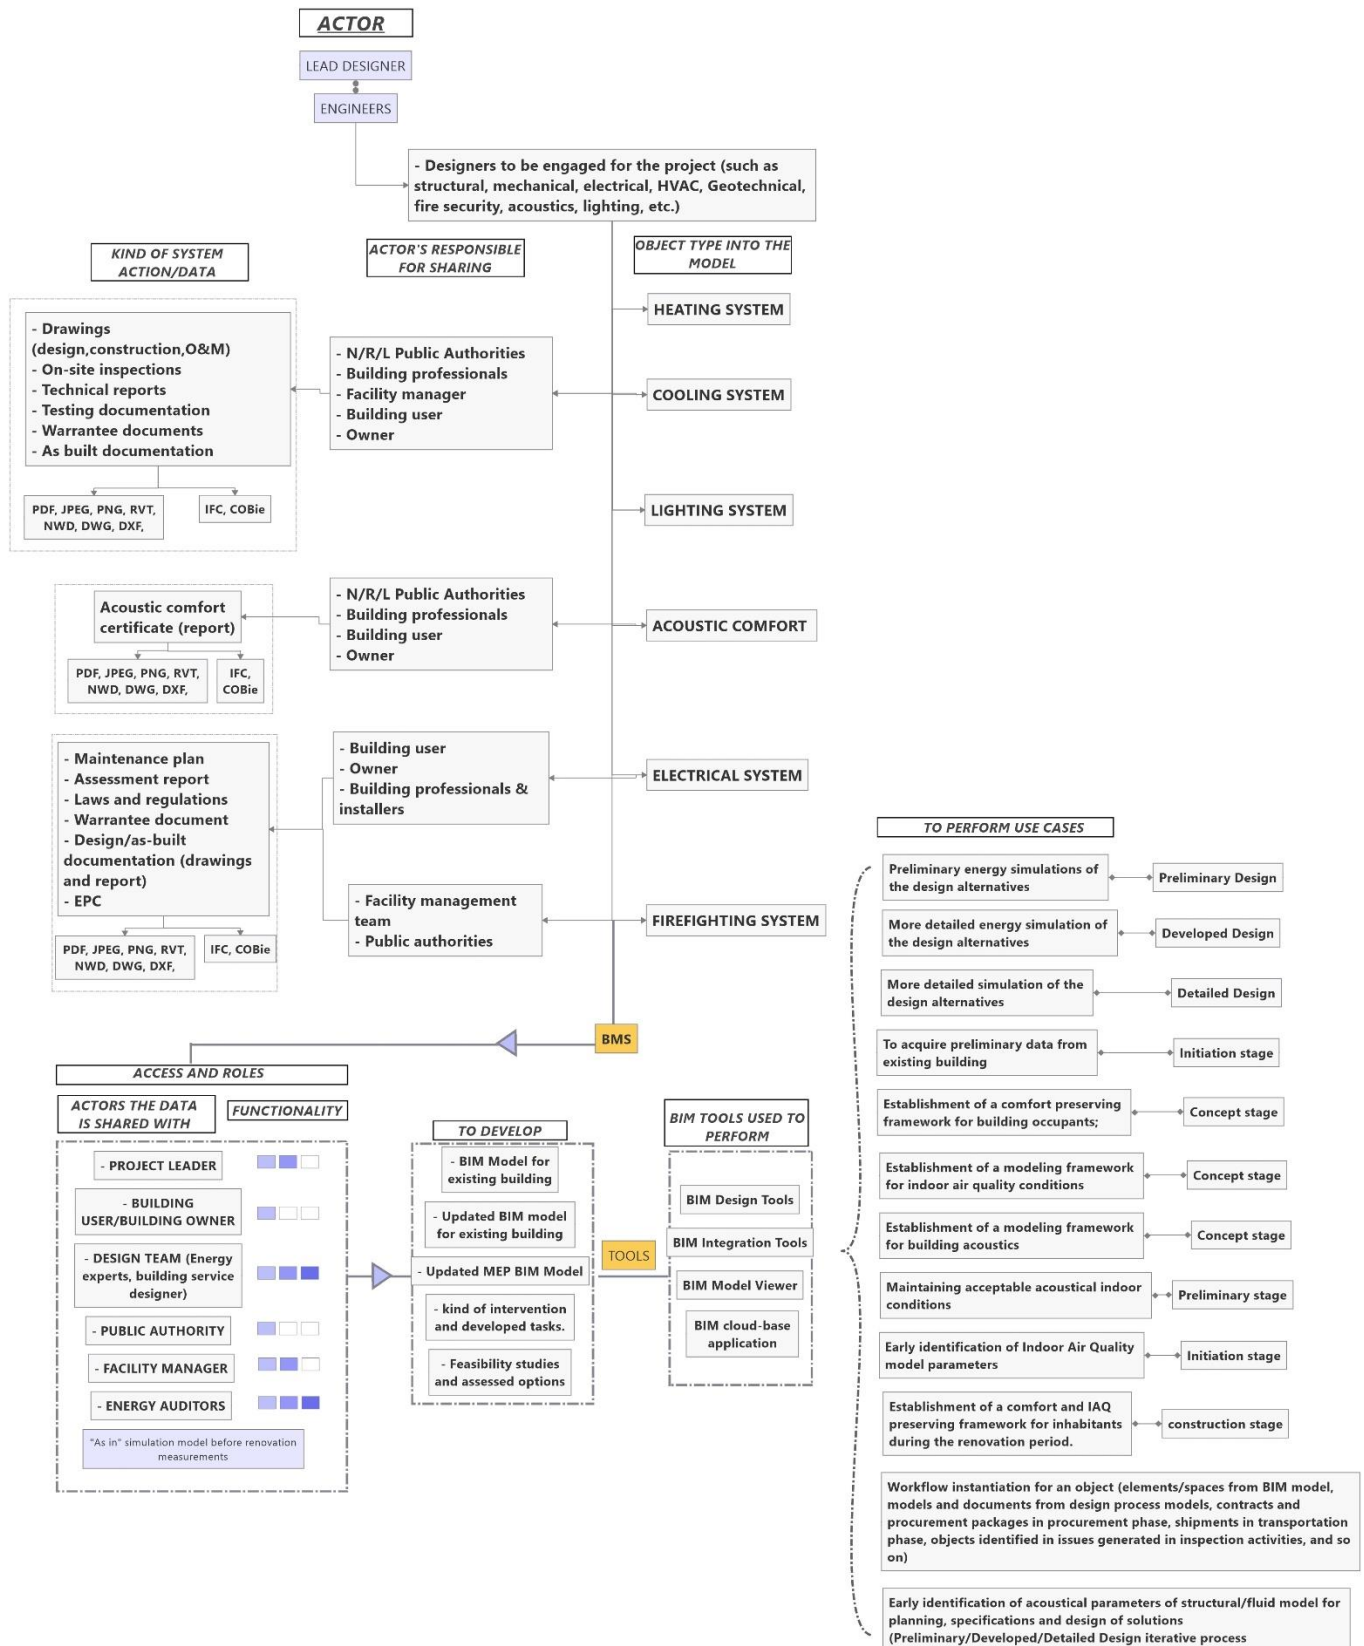 ACTOR
LEAD DESIGNER
ENGINEERS
- Designers to be engaged for the project (such as
structural, mechanical, electrical, HVAC, Geotechnical,
fire security, acoustics, lighting, etc.)
KIND OF SYSTEM
ACTION/DATA
ACTOR'S RESPONSIBLE
FOR SHARING
OBJECT TYPE INTO THE
MODEL
HEATING SYSTEM
- Drawings
(design,construction,O&M)
- On-site inspections
- Technical reports
- Testing documentation
- Warrantee documents
- As built documentation
- N/R/L Public Authorities
- Building professionals
- Facility manager
- Building user
- Owner
COOLING SYSTEM
PDF, JPEG, PNG, RVT,
NWD, DWG, DXF,
IFC, COBie
LIGHTING SYSTEM
Acoustic comfort
certificate (report)
- N/R/L Public Authorities
- Building professionals
- Building user
- Owner
ACOUSTIC COMFORT
PDF, JPEG, PNG, RVT,
NWD, DWG, DXF,
IFC,
COBie
- Maintenance plan
- Assessment report
- Laws and regulations
- Warrantee document
- Design/as-built
documentation (drawings
and report)
- EPC
- Building user
- Owner
- Building professionals &
installers
ELECTRICAL SYSTEM
- Facility management
team
- Public authorities
FIREFIGHTING SYSTEM
PDF, JPEG, PNG, RVT,
NWD, DWG, DXF,
IFC, COBie
BMS
ACCESS AND ROLES
ACTORS THE DATA
IS SHARED WITH
FUNCTIONALITY
- PROJECT LEADER
- BUILDING
USER/BUILDING OWNER
- DESIGN TEAM (Energy
experts, building service
designer)
- PUBLIC AUTHORITY
- FACILITY MANAGER
- ENERGY AUDITORS
"As in" simulation model before renovation
measurements
TO DEVELOP
- BIM Model for
existing building
- Updated BIM model
for existing building
- Updated MEP BIM Model
- kind of intervention
and developed tasks.
- Feasibility studies
and assessed options
TOOLS
BIM TOOLS USED TO
PERFORM
BIM Design Tools
BIM Integration Tools
BIM Model Viewer
BIM cloud-base
application
TO PERFORM USE CASES
Preliminary energy simulations of
the design alternatives
Preliminary Design
More detailed energy simulation of
the design alternatives
Developed Design
More detailed simulation of the
design alternatives
Detailed Design
To acquire preliminary data from
existing building
Initiation stage
Establishment of a comfort preserving
framework for building occupants;
Concept stage
Establishment of a modeling framework
for indoor air quality conditions
Concept stage
Establishment of a modeling framework
for building acoustics
Concept stage
Maintaining acceptable acoustical indoor
conditions
Preliminary stage
Early identification of Indoor Air Quality
model parameters
Initiation stage
Establishment of a comfort and IAQ
preserving framework for inhabitants
during the renovation period.
construction stage
Workflow instantiation for an object (elements/spaces from BIM model,
models and documents from design process models, contracts and
procurement packages in procurement phase, shipments in transportation
phase, objects identified in issues generated in inspection activities, and so
on)
Early identification of acoustical parameters of structural/fluid model for
planning, specifications and design of solutions
(Preliminary/Developed/Detailed Design iterative process